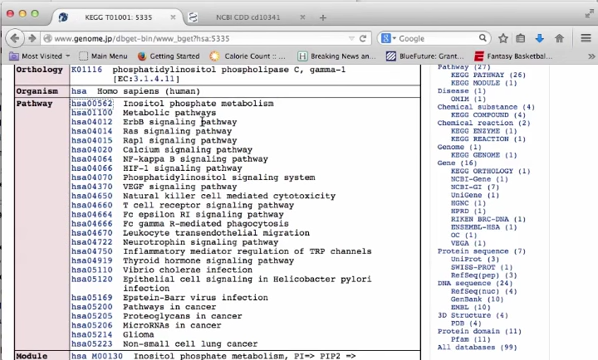 KEGG T01001: 5335
NCBI CDD cd10341
www.genome.jp/dbget-bin/www_bget?hsa:5335
Google
Most Visited
Main Menu
Getting Started
Calorie Count
Breaking News an...
BlueFuture: Grant...
Fantasy Basketball...
Orthology K01116 phosphatidylinositol phospholipase C, gamma-1
[EC:3.1.4.11]
Organism hsa Homo sapiens (human)
Pathway hsa00562 Inositol phosphate metabolism
hsa01100 Metabolic pathways
hsa04012 ErbB signaling pathway
hsa04014 Ras signaling pathway
hsa04015 Rap1 signaling pathway
hsa04020 Calcium signaling pathway
hsa04064 NF-kappa B signaling pathway
hsa04066 HIF-1 signaling pathway
hsa04070 Phosphatidylinositol signaling system
hsa04370 VEGF signaling pathway
hsa04650 Natural killer cell mediated cytotoxicity
hsa04660 T cell receptor signaling pathway
hsa04664 Fc epsilon RI signaling pathway
hsa04666 Fc gamma R-mediated phagocytosis
hsa04670 Leukocyte transendothelial migration
hsa04722 Neurotrophin signaling pathway
hsa04750 Inflammatory mediator regulation of TRP channels
hsa04919 Thyroid hormone signaling pathway
hsa05110 Vibrio cholerae infection
hsa05120 Epithelial cell signaling in Helicobacter pylori
infection
hsa05169 Epstein-Barr virus infection
hsa05200 Pathways in cancer
hsa05205 Proteoglycans in cancer
hsa05206 MicroRNAs in cancer
hsa05214 Glioma
hsa05223 Non-small cell lung cancer
Module hsa_M00130 Inositol phosphate metabolism, PI=> PIP2 =>
Pathway (27)
KEGG PATHWAY (26)
KEGG MODULE (1)
Disease (1)
OMIM (1)
Chemical substance (4)
KEGG COMPOUND (4)
Chemical reaction (2)
KEGG ENZYME (1)
KEGG REACTION (1)
Genome (1)
KEGG GENOME (1)
Gene (16)
KEGG ORTHOLOGY (1)
NCBI-Gene (1)
NCBI-GI (7)
UniGene (1)
HGNC (1)
HPRD (1)
RIKEN BRC-DNA (1)
ENSEMBL-HSA (1)
OC (1)
VEGA (1)
Protein sequence (7)
UniProt (3)
SWISS-PROT (1)
RefSeq(pep) (3)
DNA sequence (24)
RefSeq(nuc) (4)
GenBank (10)
EMBL (10)
3D Structure (4)
PDB (4)
Protein domain (11)
Pfam (11)
All databases (99)